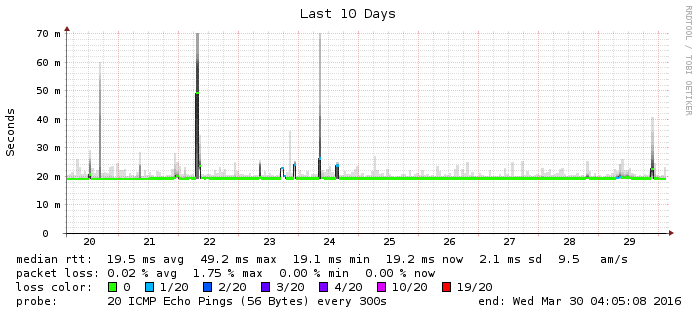 Last 10 Days
RRDTOOL / TOBI OETIKER
Seconds
70 m
60 m
50 m
40 m
30 m
20 m
10 m
0
20 21 22 23 24 25 26 27 28 29
median rtt: 19.5 ms avg 49.2 ms max 19.1 ms min 19.2 ms now 2.1 ms sd 9.5 am/s
packet loss: 0.02 % avg 1.75 % max 0.00 % min 0.00 % now
loss color: 0 1/20 2/20 3/20 4/20 10/20 19/20
probe: 20 ICMP Echo Pings (56 Bytes) every 300s end: Wed Mar 30 04:05:08 2016